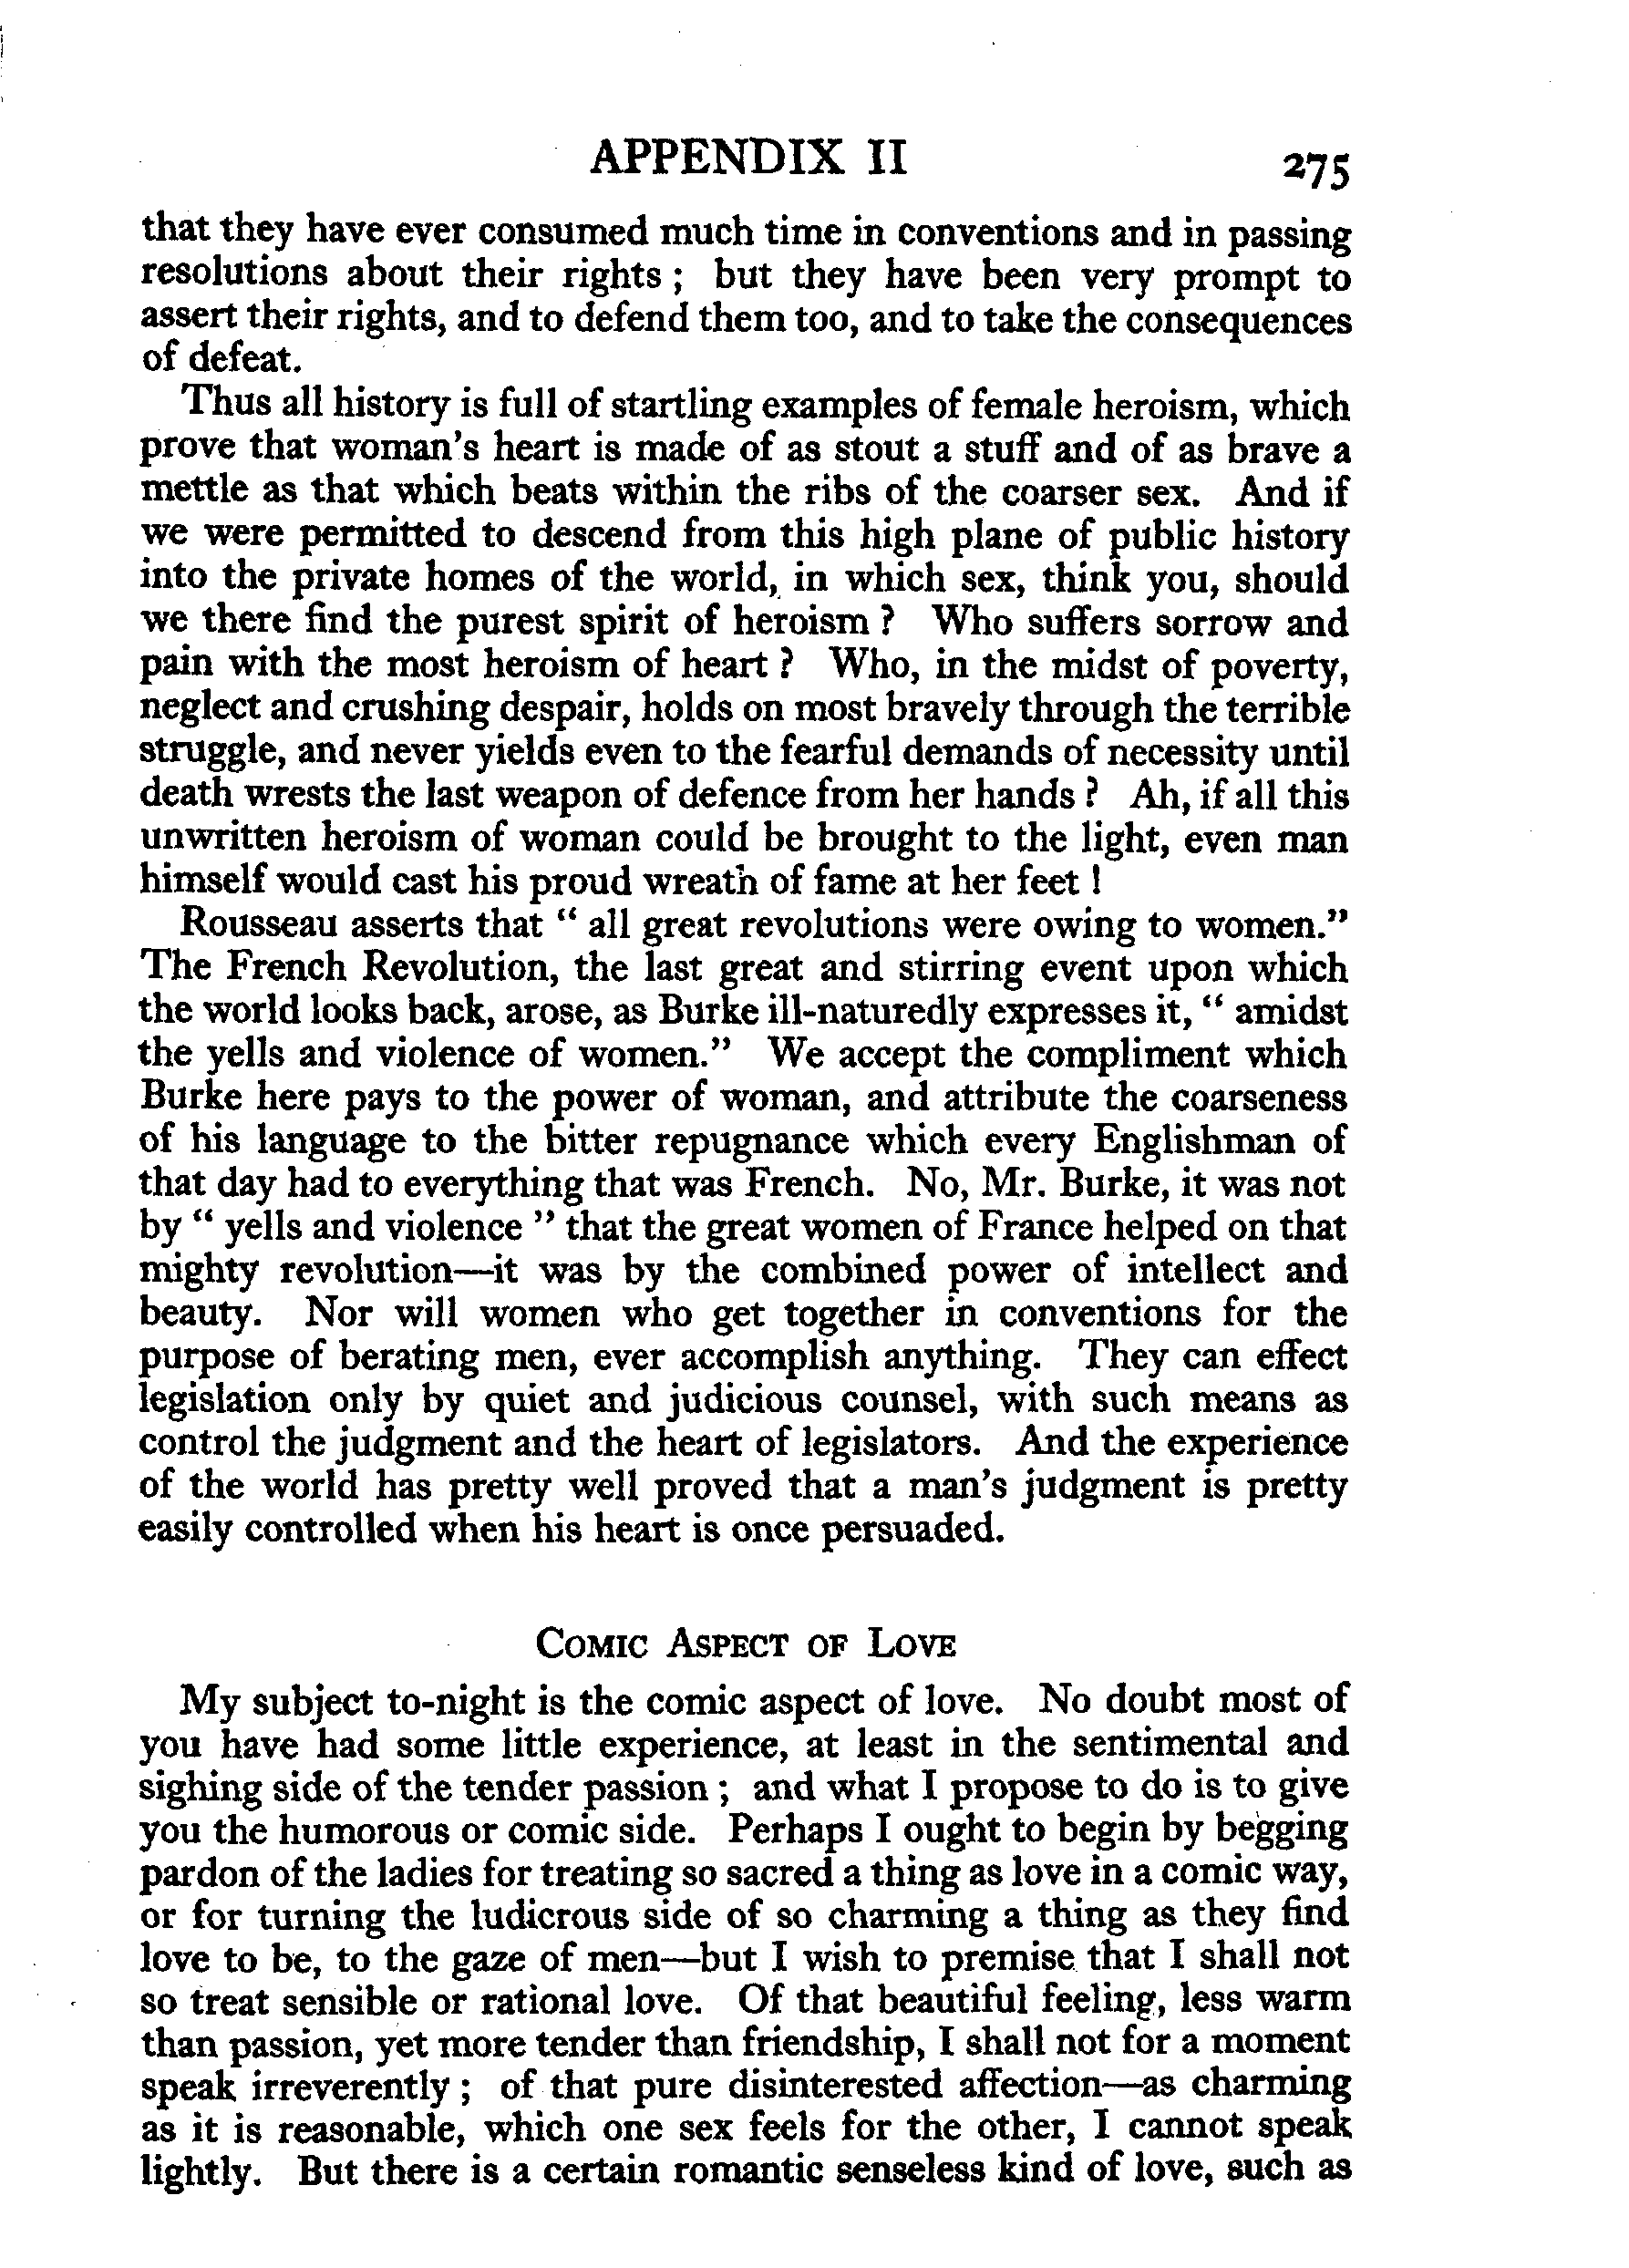 APPENDIX II 275
that they have ever consumed much time in conventions and in passing
resolutions about their rights ; but they have been very prompt to
assert their rights, and to defend them too, and to take the consequences
of defeat.
Thus all history is full of startling examples of female heroism, which
prove that woman's heart is made of as stout a stuff and of as brave a
mettle as that which beats within the ribs of the coarser sex. And if
we were permitted to descend from this high plane of public history
into the private homes of the world, in which sex, think you, should
we there find the purest spirit of heroism ? Who suffers sorrow and
pain with the most heroism of heart ? Who, in the midst of poverty,
neglect and crushing despair, holds on most bravely through the terrible
struggle, and never yields even to the fearful demands of necessity until
death wrests the last weapon of defence from her hands ? Ah, if all this
unwritten heroism of woman could be brought to the light, even man
himself would cast his proud wreath of fame at her feet !
Rousseau asserts that " all great revolutions were owing to women."
The French Revolution, the last great and stirring event upon which
the world looks back, arose, as Burke ill-naturedly expresses it, " amidst
the yells and violence of women." We accept the compliment which
Burke here pays to the power of woman, and attribute the coarseness
of his language to the bitter repugnance which every Englishman of
that day had to everything that was French. No, Mr. Burke, it was not
by " yells and violence " that the great women of France helped on that
mighty revolution—it was by the combined power of intellect and
beauty. Nor will women who get together in conventions for the
purpose of berating men, ever accomplish anything. They can effect
legislation only by quiet and judicious counsel, with such means as
control the judgment and the heart of legislators. And the experience
of the world has pretty well proved that a man's judgment is pretty
easily controlled when his heart is once persuaded.
COMIC ASPECT OF LOVE
My subject to-night is the comic aspect of love. No doubt most of
you have had some little experience, at least in the sentimental and
sighing side of the tender passion ; and what I propose to do is to give
you the humorous or comic side. Perhaps I ought to begin by begging
pardon of the ladies for treating so sacred a thing as love in a comic way,
or for turning the ludicrous side of so charming a thing as they find
love to be, to the gaze of men—but I wish to premise that I shall not
so treat sensible or rational love. Of that beautiful feeling, less warm
than passion, yet more tender than friendship, I shall not for a moment
speak irreverently ; of that pure disinterested affection—as charming
as it is reasonable, which one sex feels for the other, I cannot speak
lightly. But there is a certain romantic senseless kind of love, such as